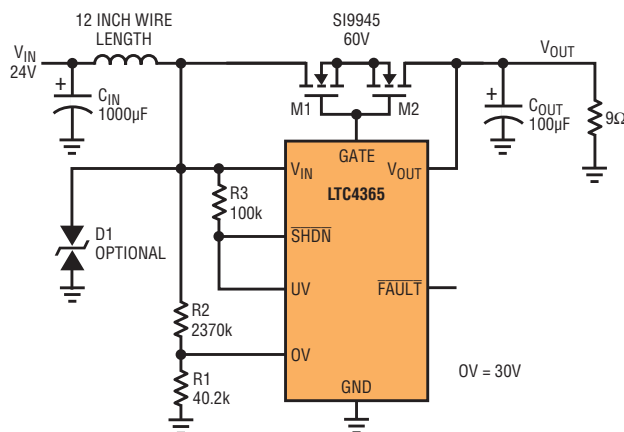 12 INCH WIRE
LENGTH
SI9945
60V
VIN
24V
VOUT
+
CIN
1000µF
M1
M2
+
COUT
100µF
9Ω
GATE
VIN
VOUT
LTC4365
R3
100k
SHDN
D1
OPTIONAL
UV
FAULT
R2
2370k
OV
OV = 30V
R1
40.2k
GND